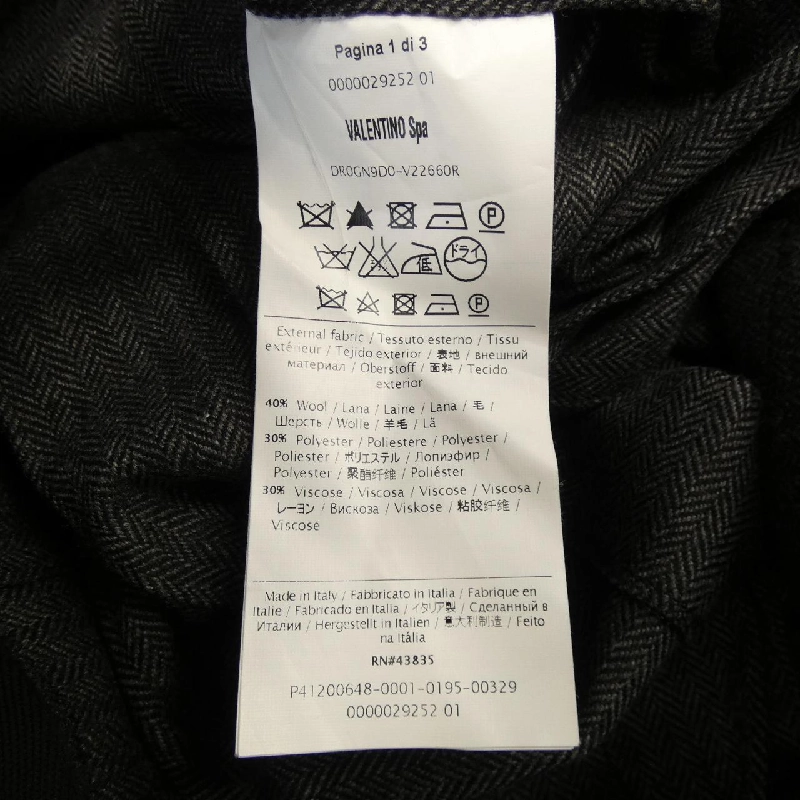 Pagina 1 di 3
0000029252 01
VALENTINO Spa
DR0GN9D0-V22660R
P
低 ドライ
P
External fabric / Tessuto esterno / Tissu
extérieur / Tejido exterior / 表地 / внешний
материал / Oberstoff / 面料 / Tecido
exterior
40% Wool / Lana / Laine / Lana / 毛 /
Шерсть / Wolle / 羊毛 / Lã
30% Polyester / Poliestere / Polyester /
Poliester / ポリエステル / Лопиэфир /
Polyester / 聚酯纤维 / Poliéster
30% Viscose / Viscosa / Viscose / Viscosa /
レーヨン / Вискоза / Viskose / 粘胶纤维 /
Viscose
Made in Italy / Fabbricato in Italia / Fabrique en
Italie / Fabricado en Italia / イタリア製 / Сделанный в
Италии / Hergestellt in Italien / 意大利制造 / Feito
na Itália
RN#43835
P41200648-0001-0195-00329
0000029252 01